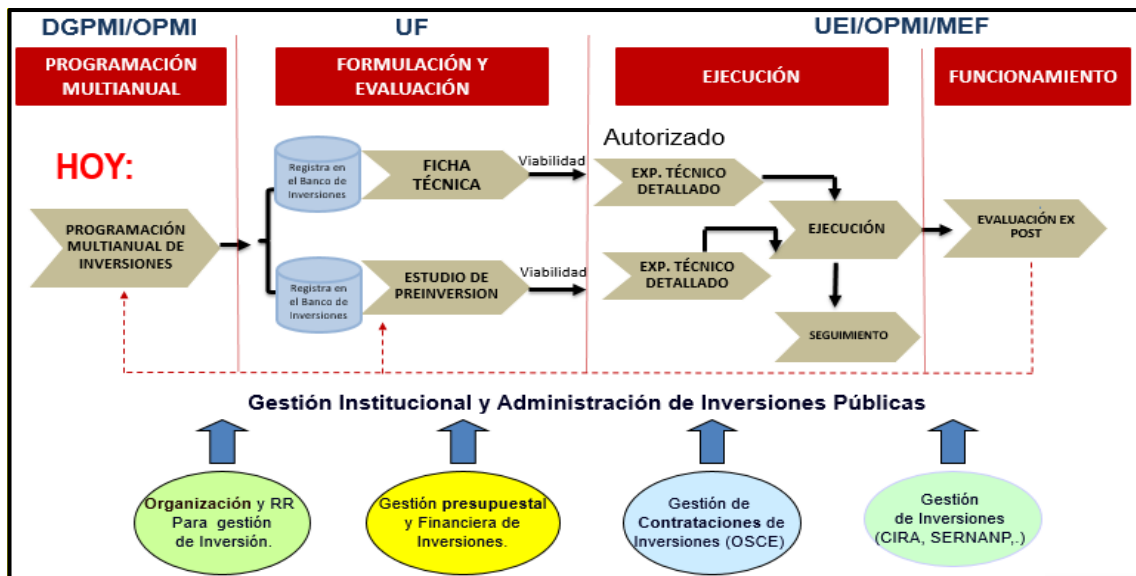 DGPMI/OPMI
UF
UEI/OPMI/MEF
PROGRAMACIÓN
MULTIANUAL
FORMULACIÓN Y
EVALUACIÓN
EJECUCIÓN
FUNCIONAMIENTO
HOY:
Registra en
el Banco de
Inversiones
FICHA
TÉCNICA
Viabilidad
Autorizado
EXP. TÉCNICO
DETALLADO
PROGRAMACIÓN
MULTIANUAL DE
INVERSIONES
EJECUCIÓN
EVALUACIÓN EX
POST
Registra en
el Banco de
Inversiones
ESTUDIO DE
PREINVERSION
Viabilidad
EXP. TÉCNICO
DETALLADO
SEGUIMIENTO
Gestión Institucional y Administración de Inversiones Públicas
Organización y RR
Para gestión
de Inversión.
Gestión presupuestal
y Financiera de
Inversiones.
Gestión de
Contrataciones de
Inversiones (OSCE)
Gestión
de Inversiones
(CIRA, SERNANP,.)